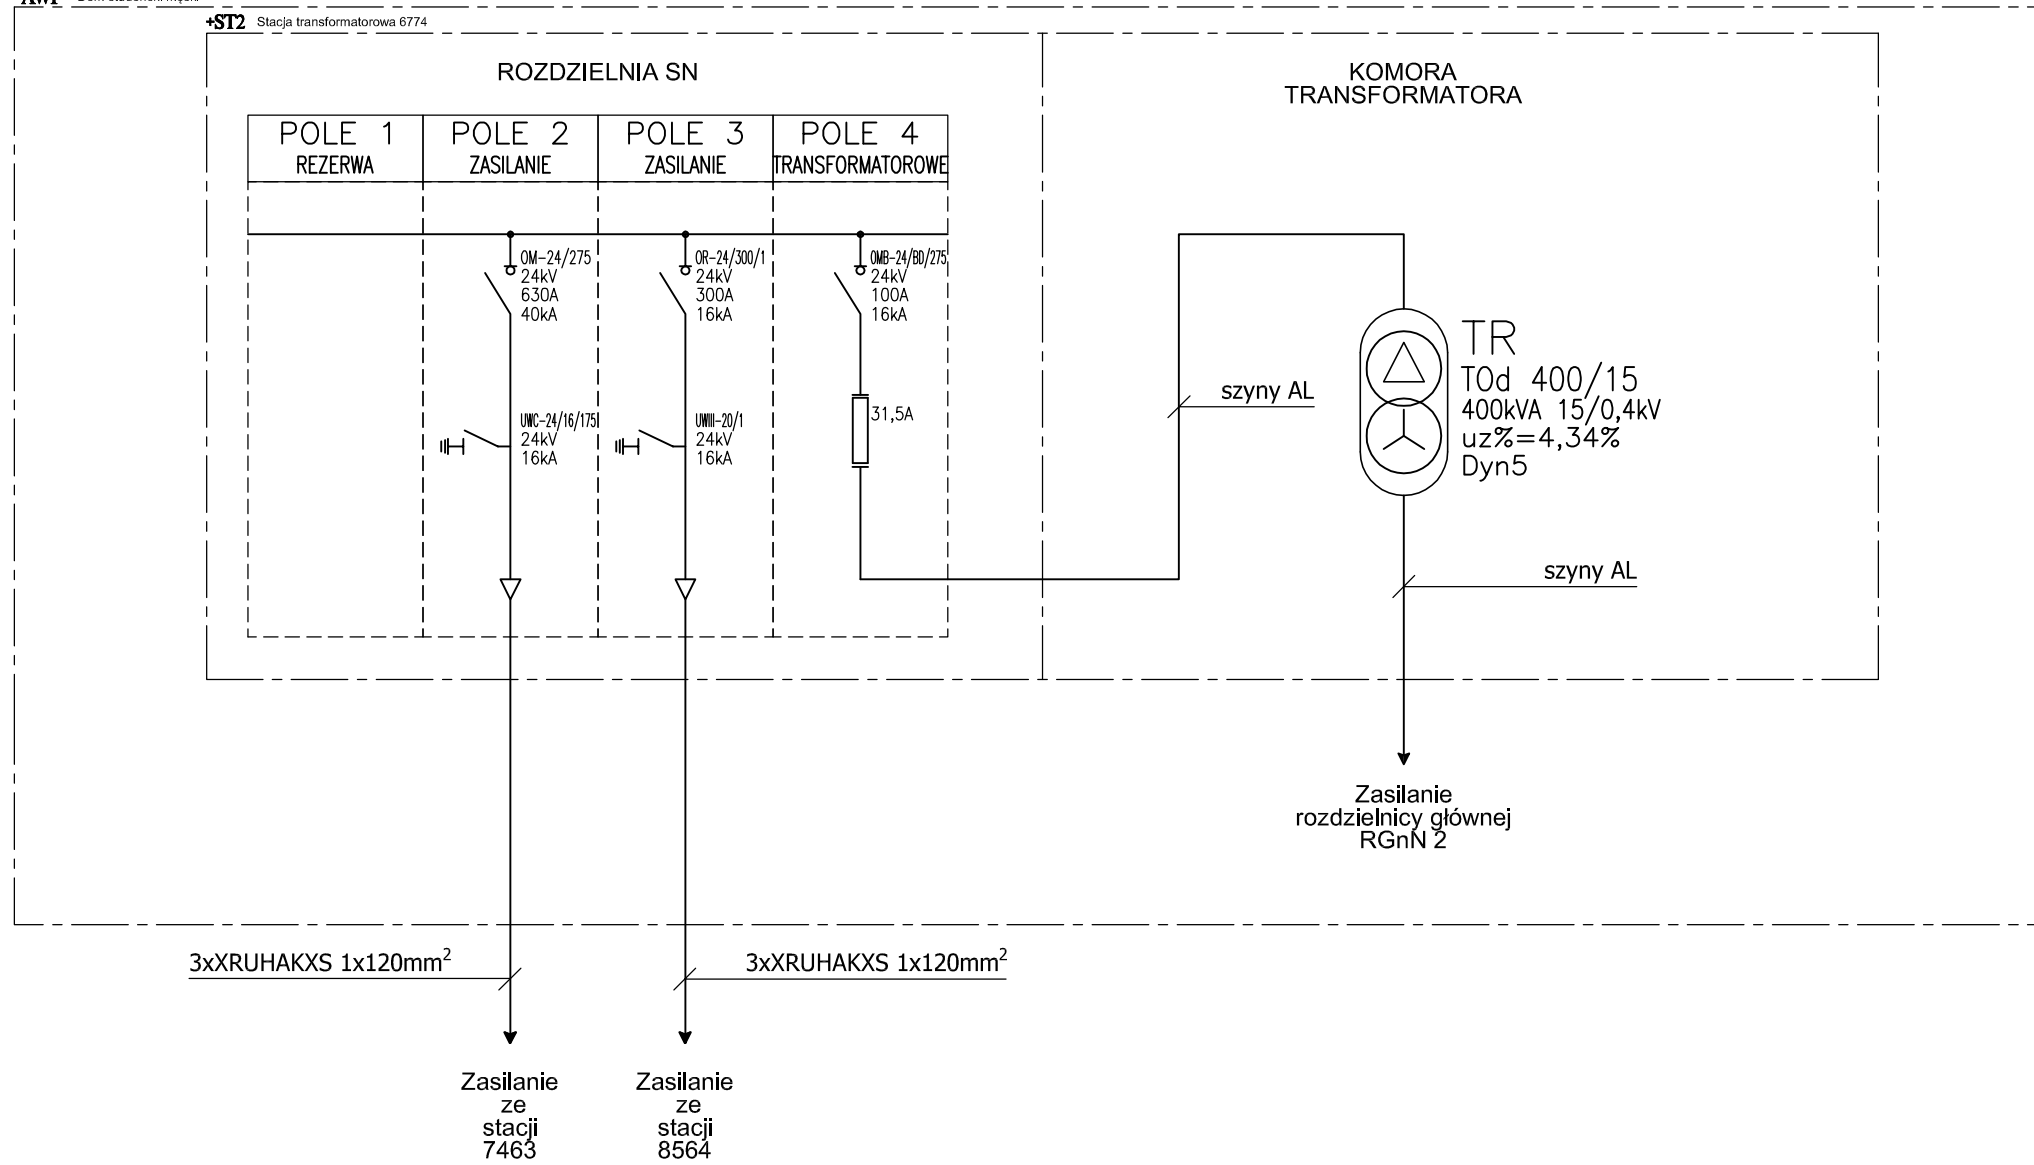 +ST2 Stacja transformatorowa 6774
ROZDZIELNIA SN
KOMORA
TRANSFORMATORA
POLE 1
REZERWA
POLE 2
ZASILANIE
POLE 3
ZASILANIE
POLE 4
TRANSFORMATOROWE
OM-24/275
24kV
630A
40kA
OR-24/300/1
24kV
300A
16kA
OMB-24/BD/275
24kV
100A
16kA
UWC-24/16/175
24kV
16kA
UWIII-20/1
24kV
16kA
31,5A
szyny AL
TR
TOd 400/15
400kVA 15/0,4kV
uz%=4,34%
Dyn5
szyny AL
Zasilanie
rozdzielnicy głównej
RGnN 2
3xXRUHAKXS 1x120mm²
3xXRUHAKXS 1x120mm²
Zasilanie
ze
stacji
7463
Zasilanie
ze
stacji
8564